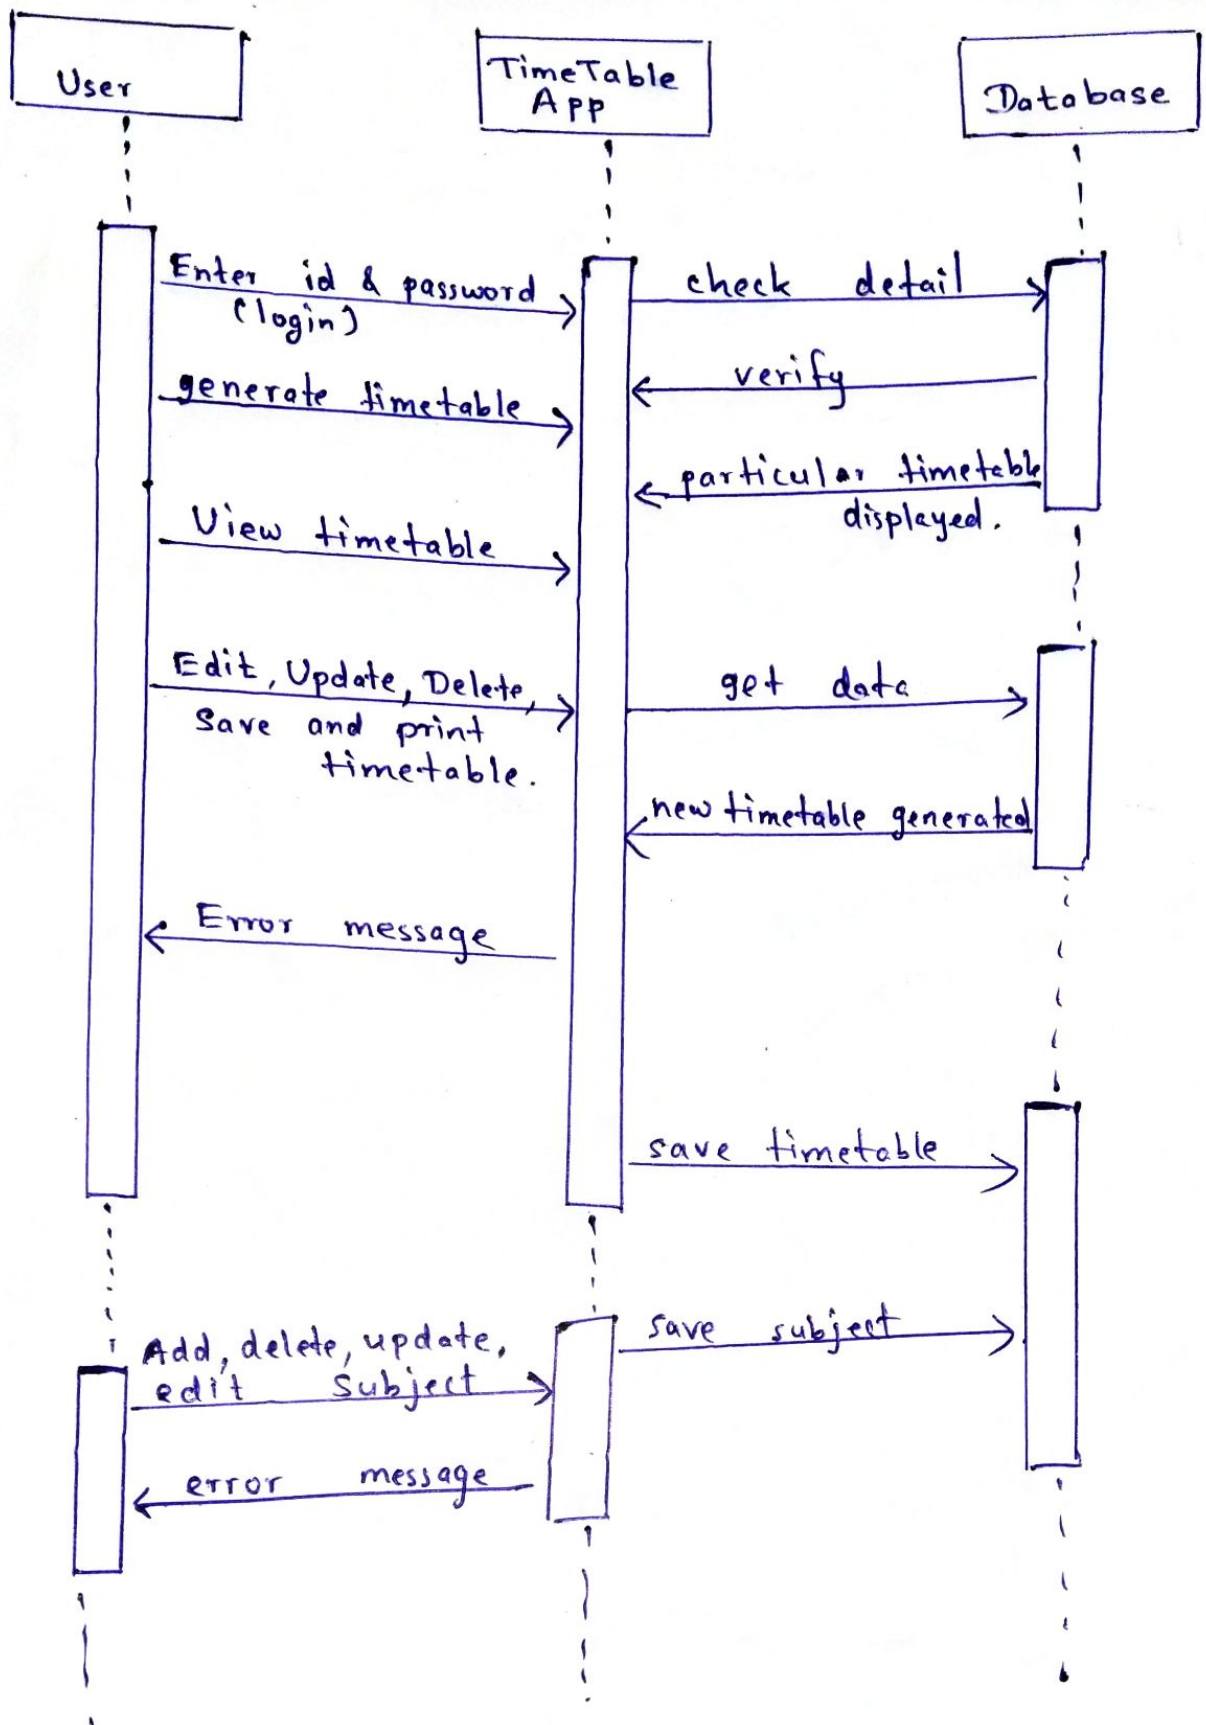 User
TimeTable
App
Database
Enter id & password
(login)
check detail
verify
generate timetable
particular timetable
displayed.
View timetable
Edit, Update, Delete,
save and print
timetable.
get data
new timetable generated
Error message
save timetable
save subject
Add, delete, update,
edit subject
error message